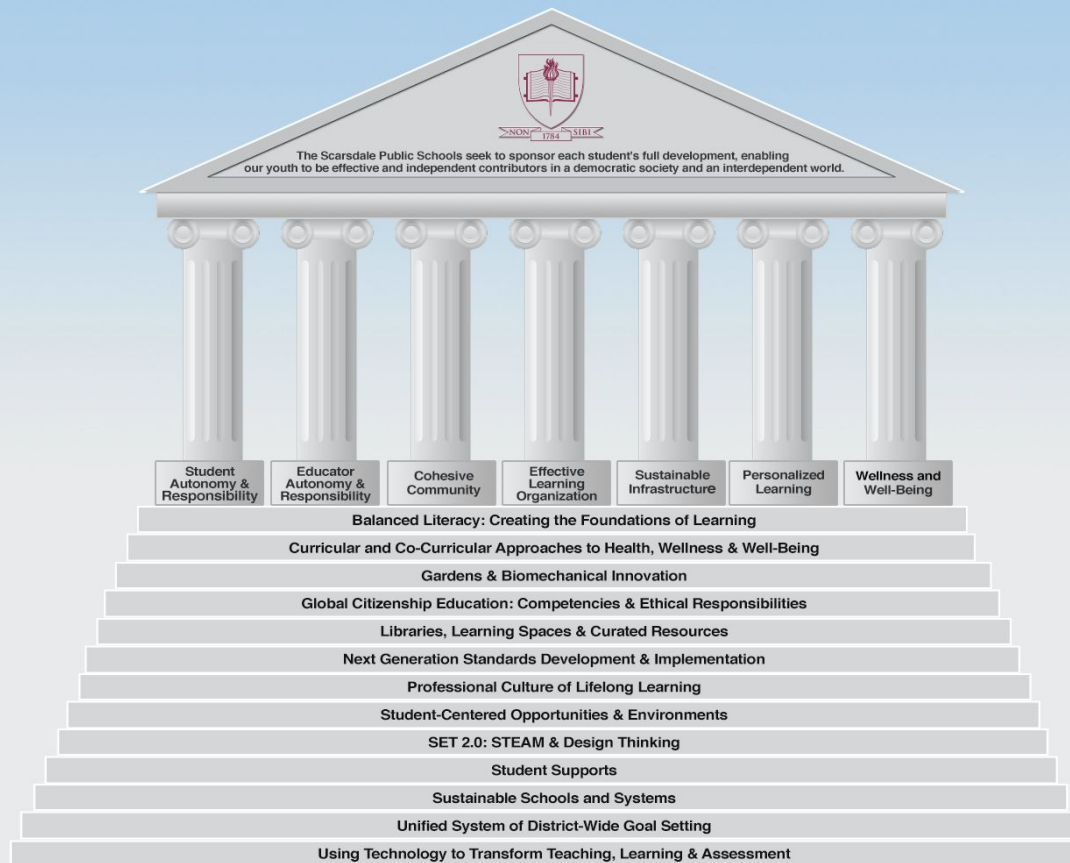 NON 1784 SIBI
The Scarsdale Public Schools seek to sponsor each student's full development, enabling
our youth to be effective and independent contributors in a democratic society and an interdependent world.
Student
Autonomy &
Responsibility
Educator
Autonomy &
Responsibility
Cohesive
Community
Effective
Learning
Organization
Sustainable
Infrastructure
Personalized
Learning
Wellness and
Well-Being
Balanced Literacy: Creating the Foundations of Learning
Curricular and Co-Curricular Approaches to Health, Wellness & Well-Being
Gardens & Biomechanical Innovation
Global Citizenship Education: Competencies & Ethical Responsibilities
Libraries, Learning Spaces & Curated Resources
Next Generation Standards Development & Implementation
Professional Culture of Lifelong Learning
Student-Centered Opportunities & Environments
SET 2.0: STEAM & Design Thinking
Student Supports
Sustainable Schools and Systems
Unified System of District-Wide Goal Setting
Using Technology to Transform Teaching, Learning & Assessment